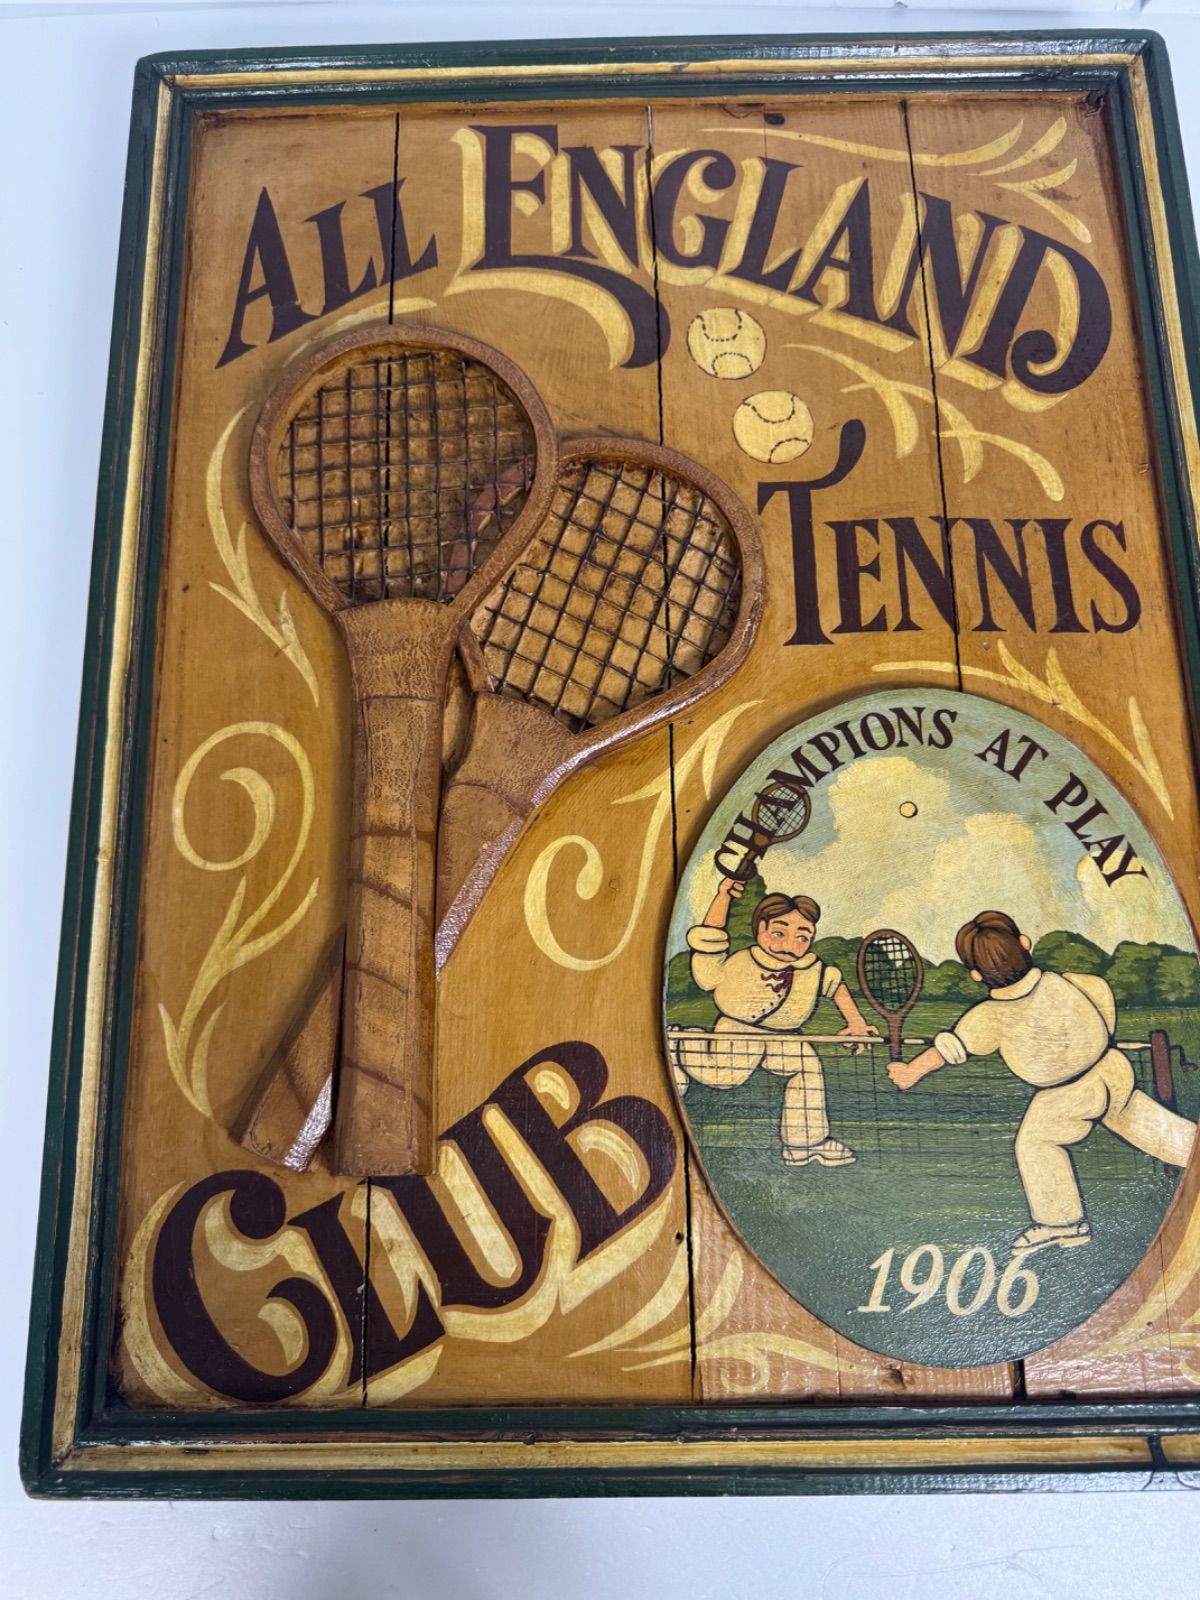 All England
Tennis
CHAMPIONS AT PLAY
1906
Club